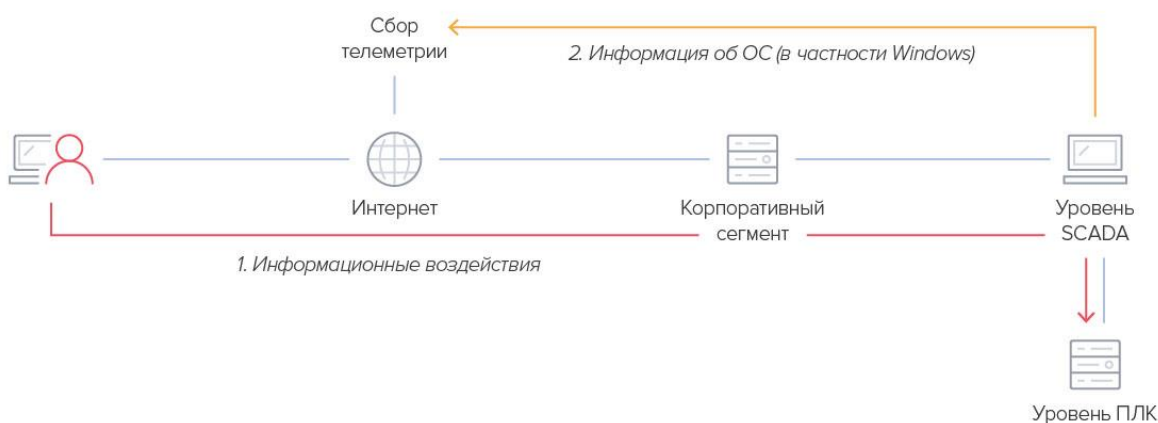 Сбор
телеметрии
2. Информация об ОС (в частности Windows)
Интернет
Корпоративный
сегмент
Уровень
SCADA
1. Информационные воздействия
Уровень ПЛК